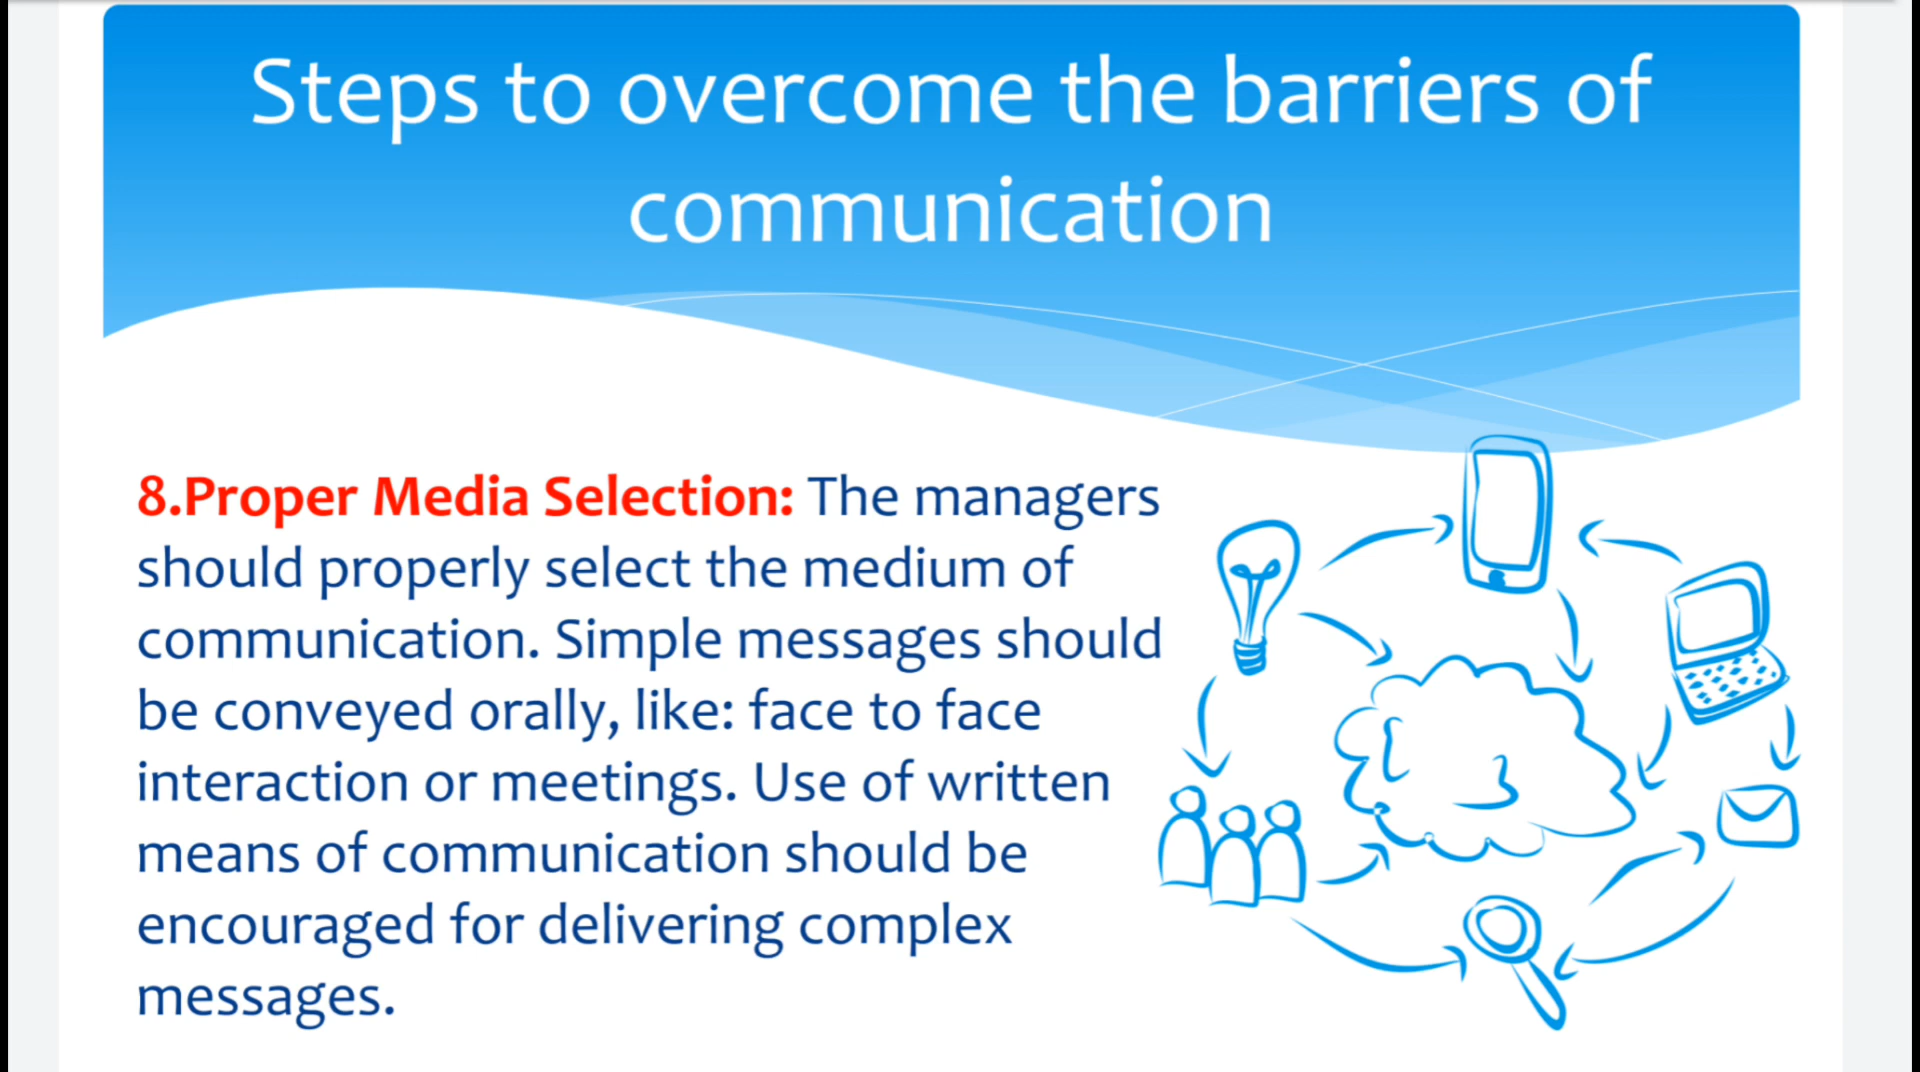 Steps to overcome the barriers of
communication
8.Proper Media Selection: The managers
should properly select the medium of
communication. Simple messages should
be conveyed orally, like: face to face
interaction or meetings. Use of written
means of communication should be
encouraged for delivering complex
messages.